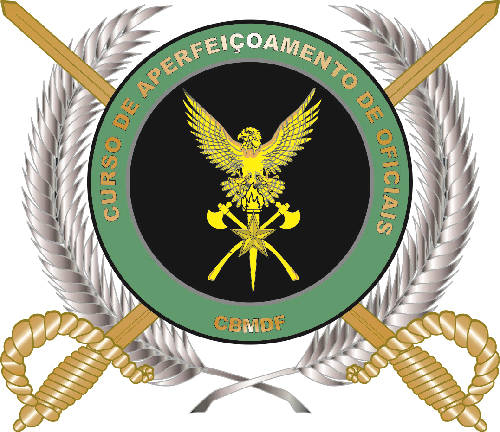 CURSO DE APERFEIÇOAMENTO DE OFICIAIS
CBMDF